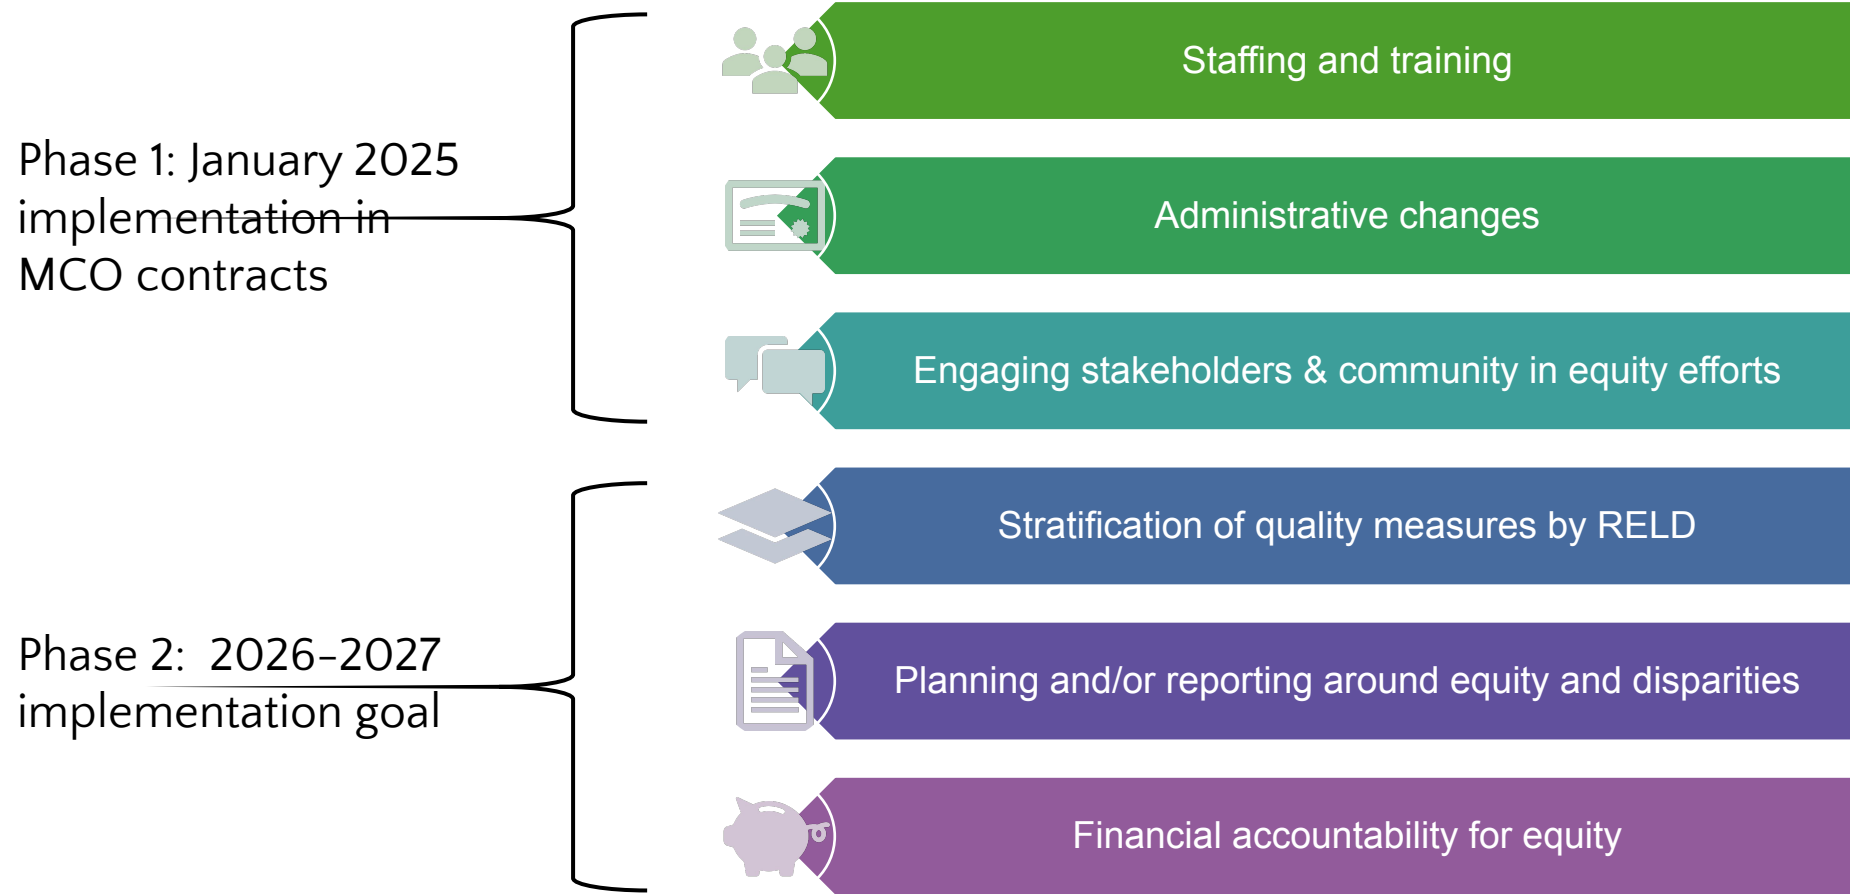 Phase 1: January 2025
implementation in
MCO contracts
Staffing and training
Administrative changes
Engaging stakeholders & community in equity efforts
Phase 2:  2026-2027
implementation goal
Stratification of quality measures by RELD
Planning and/or reporting around equity and disparities
Financial accountability for equity